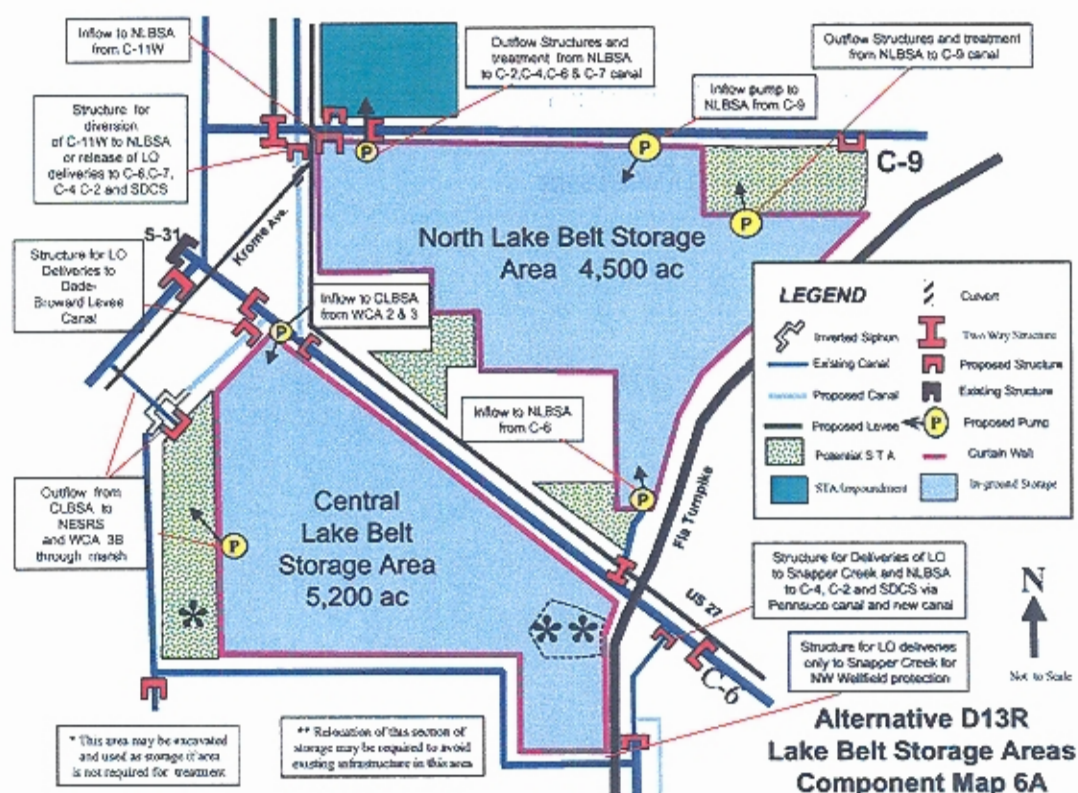 Inflow to NLBSA
from C-11W
Outflow Structures and
treatment from NLBSA
to C-2,C-4,C-6 & C-7 canal
Outflow Structures and treatment
from NLBSA to C-9 canal
Inflow pump to
NLBSA from C-9
Structure for
diversion
of C-11W to NLBSA
or release of LO
deliveries to C-6,C-7,
C-4 C-2 and SDCS
P
P
C-9
P
Krome Ave.
S-31
North Lake Belt Storage
Area 4,500 ac
Structure for LO
Deliveries to
Dade-
Broward Levee
Canal
Inflow to CLBSA
from WCA 2 & 3
P
LEGEND
Culvert
Inverted Siphon
Two Way Structure
Existing Canal
Proposed Structure
Proposed Canal
Existing Structure
Proposed Levee
P
Proposed Pump
Potential S T A
Curtain Wall
STA/Impoundment
In-ground Storage
Inflow to NLBSA
from C-6
P
Central
Lake Belt
Storage Area
5,200 ac
Outflow from
CLBSA to
NESRS
and WCA 3B
through marsh
P
Fla Turnpike
US 27
C-6
Structure for Deliveries of LO
to Snapper Creek and NLBSA
to C-4, C-2 and SDCS via
Pennsuco canal and new canal
N
Not to Scale
*
* *
Structure for LO deliveries
only to Snapper Creek for
NW Wellfield protection
* This area may be excavated
and used as storage if area
is not required for treatment
** Relocation of this section of
storage may be required to avoid
existing infrastructure in this area
Alternative D13R
Lake Belt Storage Areas
Component Map 6A